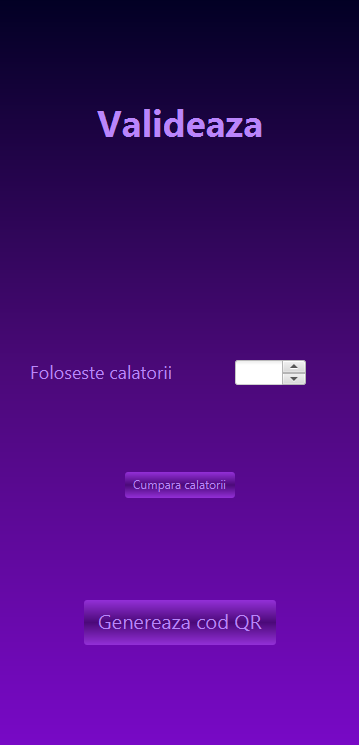 Valideaza
Foloseste calatorii
Cumpara calatorii
Genereaza cod QR